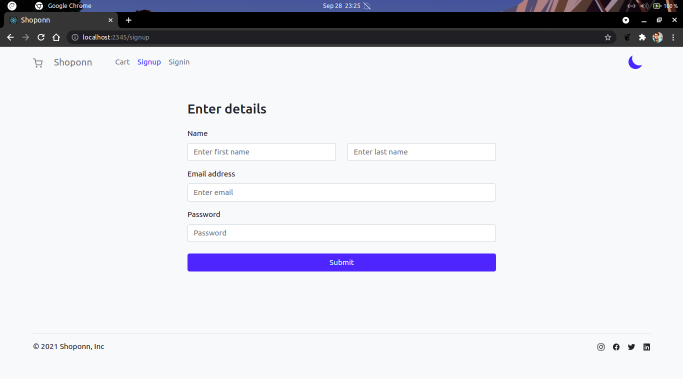 Google Chrome
Sep 28 23:25
100 %
Shoponn
localhost:2345/signup
Shoponn
Cart
Signup
Signin
Enter details
Name
Enter first name
Enter last name
Email address
Enter email
Password
Password
Submit
© 2021 Shoponn, Inc